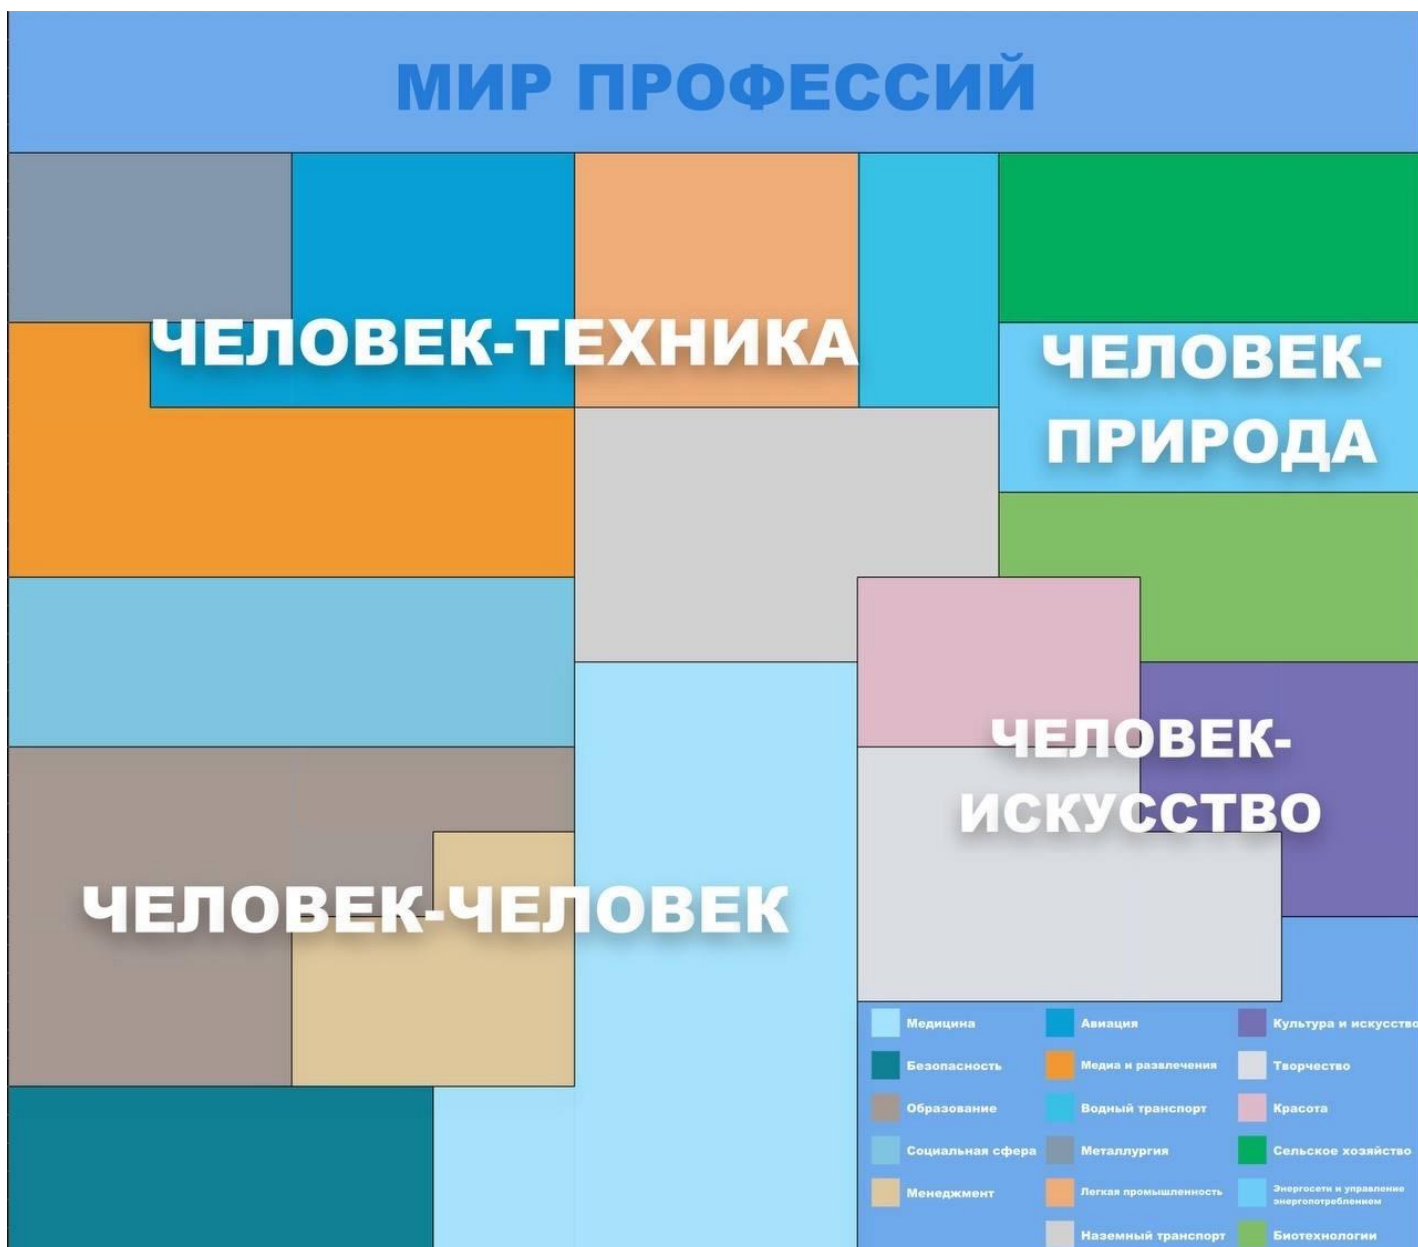 МИР ПРОФЕССИЙ
ЧЕЛОВЕК-ТЕХНИКА
ЧЕЛОВЕК-
ПРИРОДА
ЧЕЛОВЕК-
ИСКУССТВО
ЧЕЛОВЕК-ЧЕЛОВЕК
Медицина
Безопасность
Образование
Социальная сфера
Менеджмент
Авиация
Медиа и развлечения
Водный транспорт
Металлургия
Легкая промышленность
Наземный транспорт
Культура и искусство
Творчество
Красота
Сельское хозяйство
Энергосети и управление
энергопотреблением
Биотехнологии